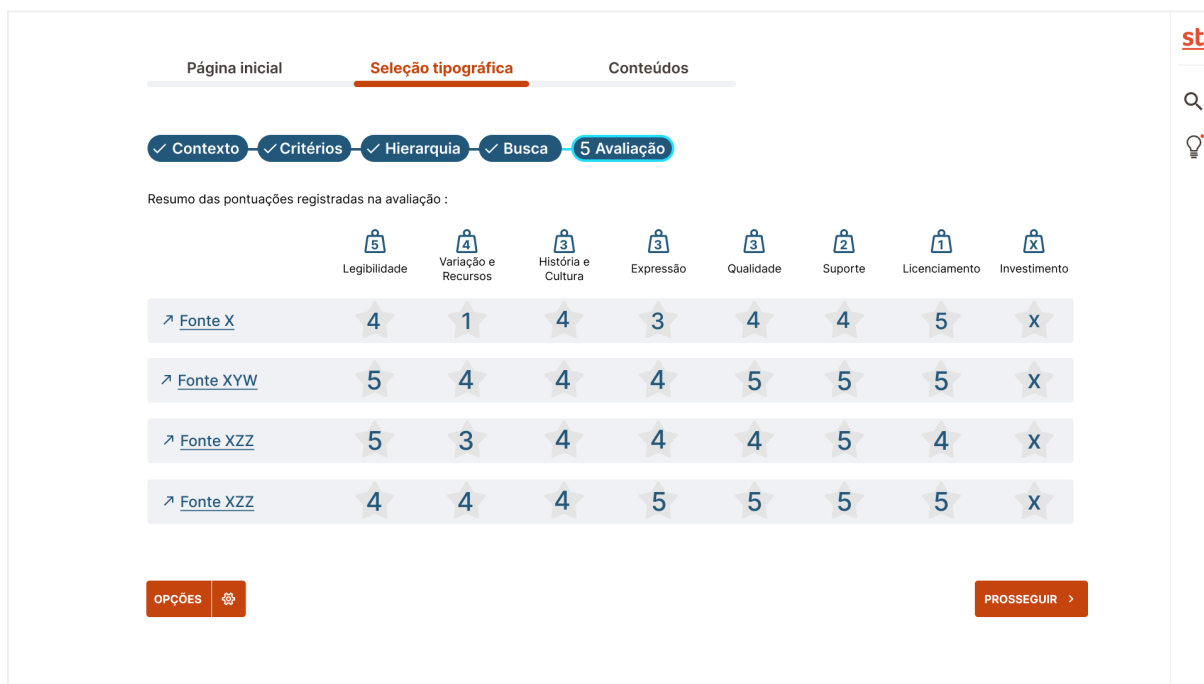 st
Página inicial Seleção tipográfica Conteúdos
Contexto Critérios Hierarquia Busca 5 Avaliação
Resumo das pontuações registradas na avaliação :
5 4 3 3 3 2 1 X
Legibilidade Variação e Recursos História e Cultura Expressão Qualidade Suporte Licenciamento Investimento
Fonte X 4 1 4 3 4 4 5 X
Fonte XYW 5 4 4 4 5 5 5 X
Fonte XZZ 5 3 4 4 4 5 4 X
Fonte XZZ 4 4 4 5 5 5 5 X
OPÇÕES PROSSEGUIR